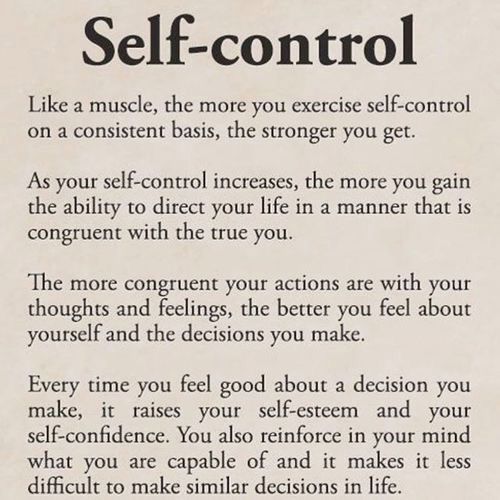 Self-control
Like a muscle, the more you exercise self-control
on a consistent basis, the stronger you get.
As your self-control increases, the more you gain
the ability to direct your life in a manner that is
congruent with the true you.
The more congruent your actions are with your
thoughts and feelings, the better you feel about
yourself and the decisions you make.
Every time you feel good about a decision you
make, it raises your self-esteem and your
self-confidence. You also reinforce in your mind
what you are capable of and it makes it less
difficult to make similar decisions in life.